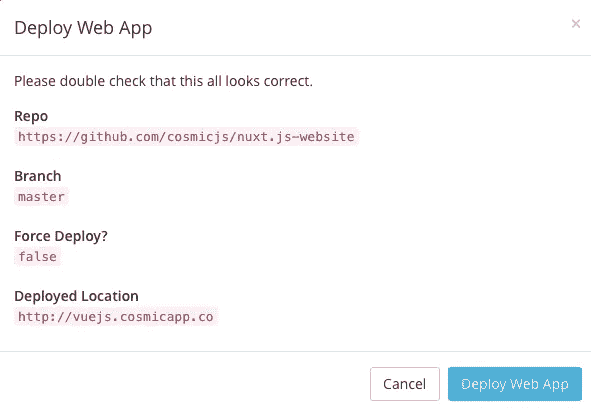 Deploy Web App
×
Please double check that this all looks correct.
Repo
https://github.com/cosmicjs/nuxt.js-website
Branch
master
Force Deploy?
false
Deployed Location
http://vuejs.cosmicapp.co
Cancel Deploy Web App